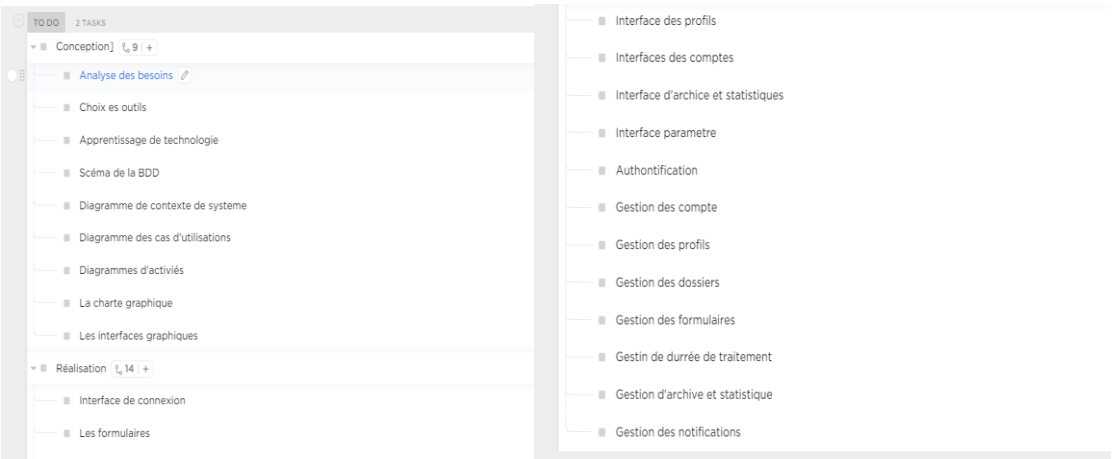 TO DO 2 TASKS
Conception] 9 +
Analyse des besoins
Choix es outils
Apprentissage de technologie
Scéma de la BDD
Diagramme de contexte de systeme
Diagramme des cas d'utilisations
Diagrammes d'activiés
La charte graphique
Les interfaces graphiques
Réalisation 14 +
Interface de connexion
Les formulaires
Interface des profils
Interfaces des comptes
Interface d'archice et statistiques
Interface parametre
Authontification
Gestion des compte
Gestion des profils
Gestion des dossiers
Gestion des formulaires
Gestin de durrée de traitement
Gestion d'archive et statistique
Gestion des notifications